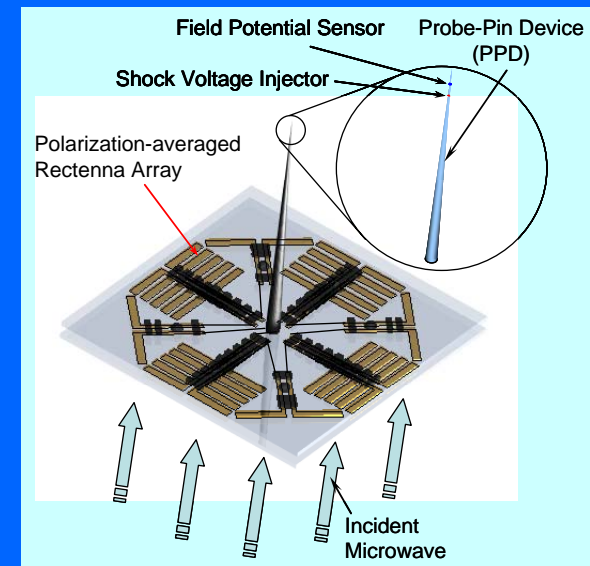 Field Potential Sensor
Probe-Pin Device
(PPD)
Shock Voltage Injector
Polarization-averaged
Rectenna Array
Incident
Microwave